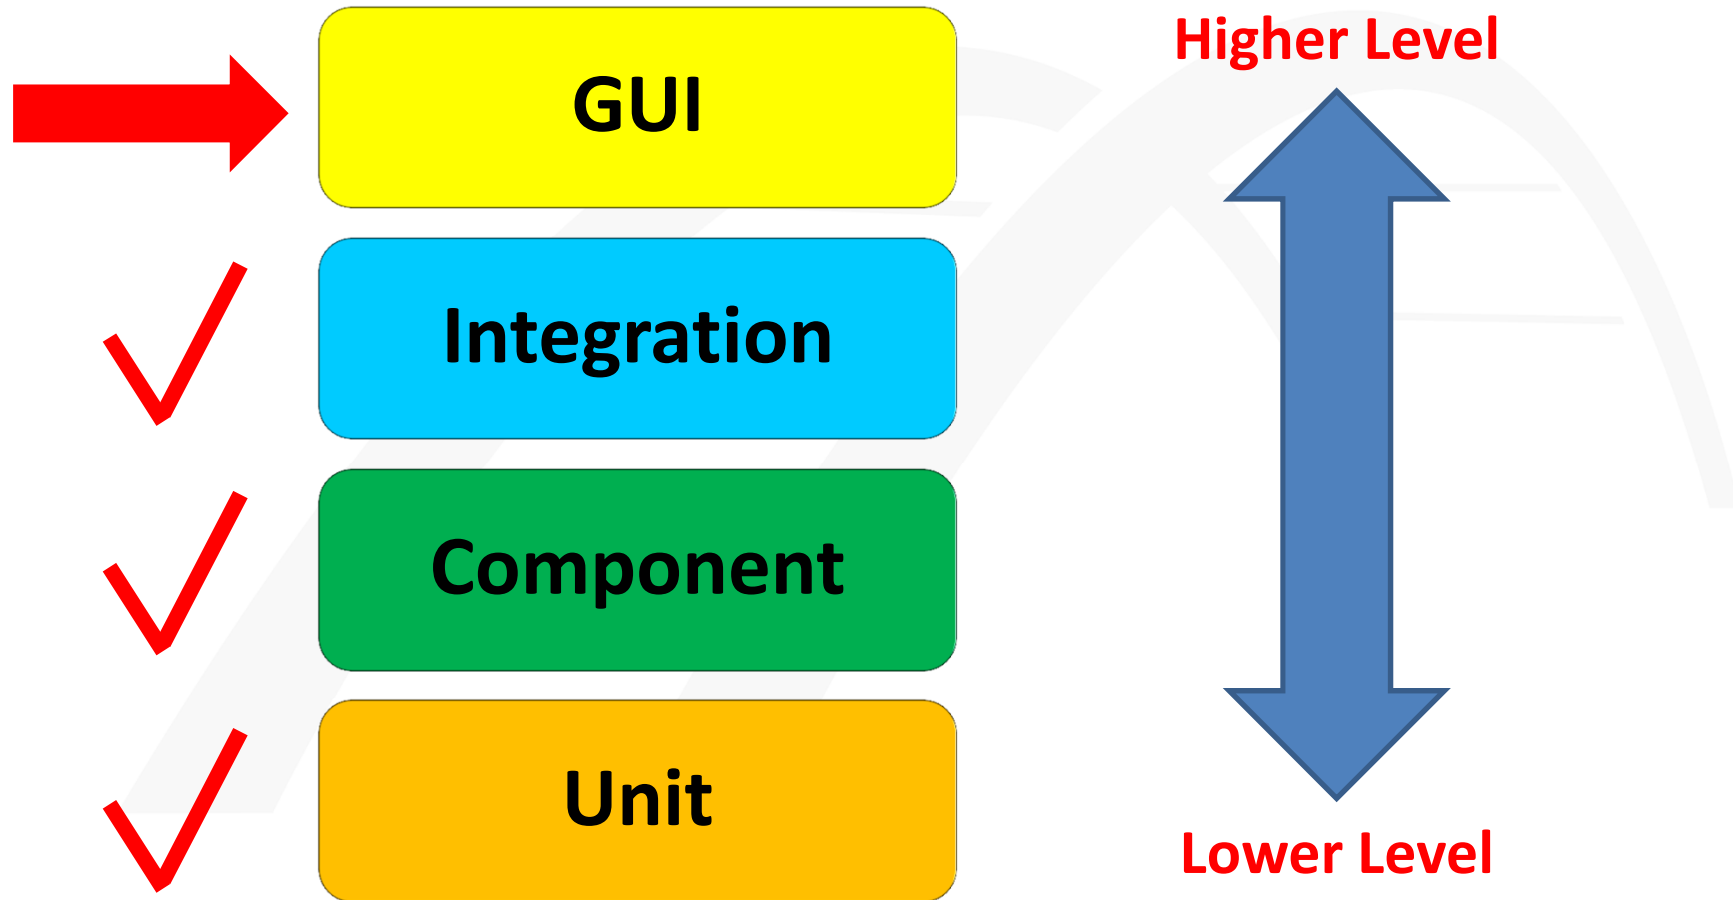 GUI
Higher Level
Integration
Component
Unit
Lower Level